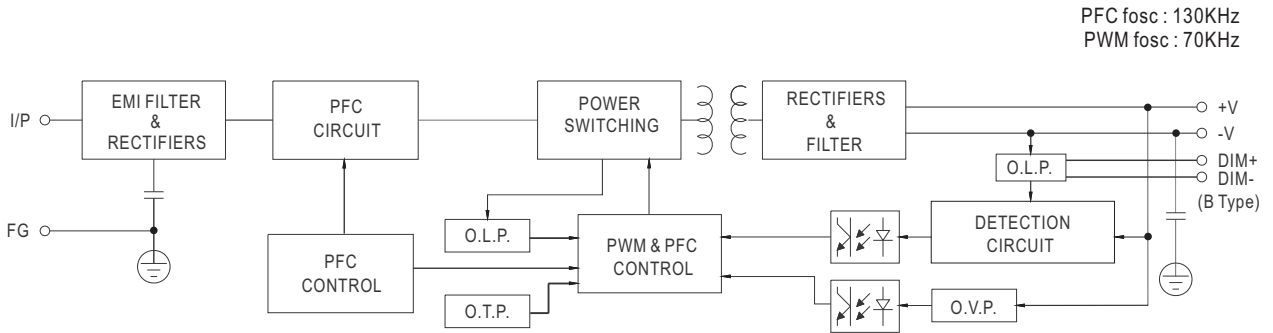 PFC fosc : 130KHz
PWM fosc : 70KHz
I/P
EMI FILTER
&
RECTIFIERS
PFC
CIRCUIT
POWER
SWITCHING
RECTIFIERS
&
FILTER
+V
-V
O.L.P.
DIM+
DIM-
(B Type)
FG
PFC
CONTROL
O.L.P.
O.T.P.
PWM & PFC
CONTROL
DETECTION
CIRCUIT
O.V.P.